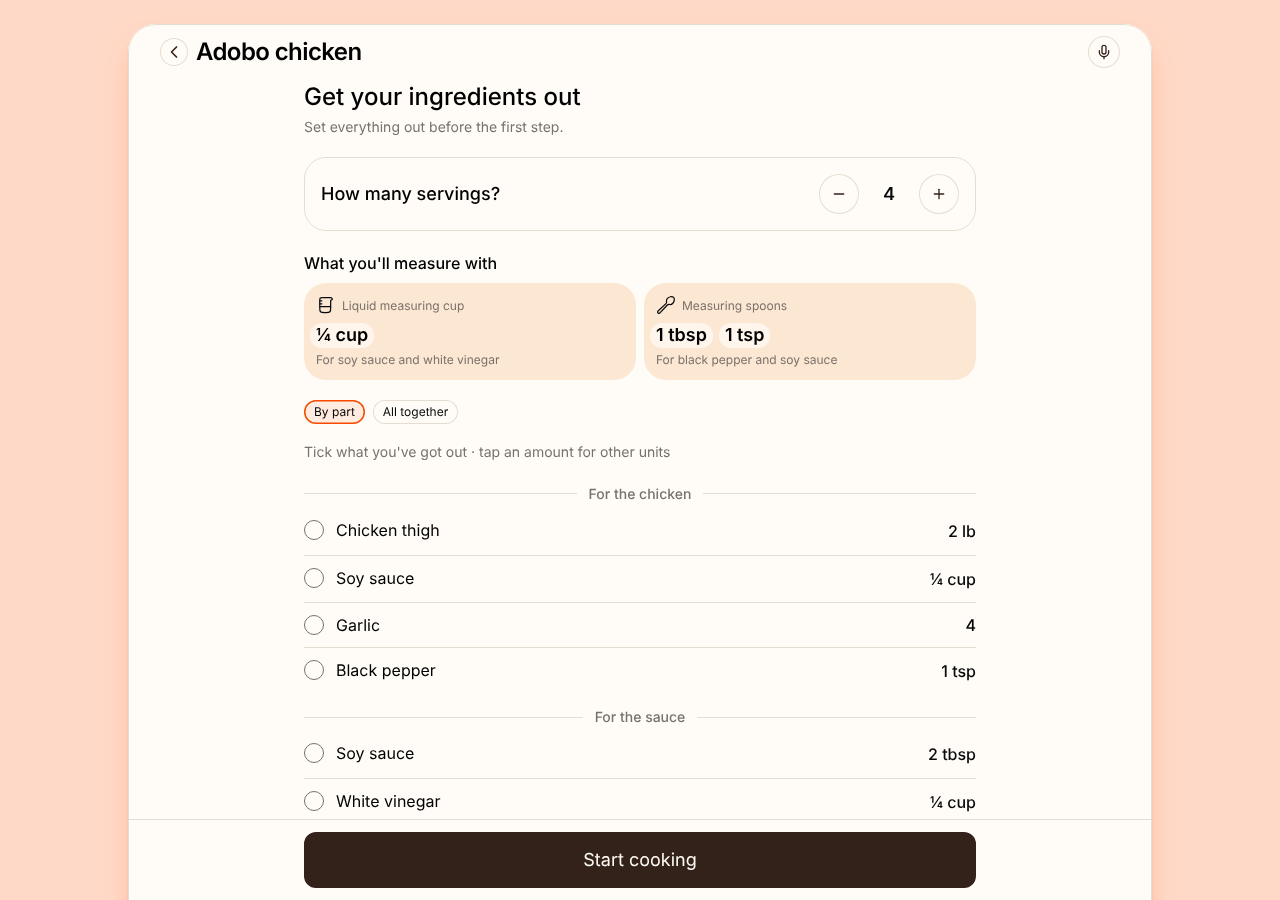 Adobo chicken
Get your ingredients out
Set everything out before the first step.
How many servings?
− 4 +
What you'll measure with
Liquid measuring cup
¼ cup
For soy sauce and white vinegar
Measuring spoons
1 tbsp 1 tsp
For black pepper and soy sauce
By part All together
Tick what you've got out · tap an amount for other units
For the chicken
Chicken thigh 2 lb
Soy sauce ¼ cup
Garlic 4
Black pepper 1 tsp
For the sauce
Soy sauce 2 tbsp
White vinegar ¼ cup
Start cooking